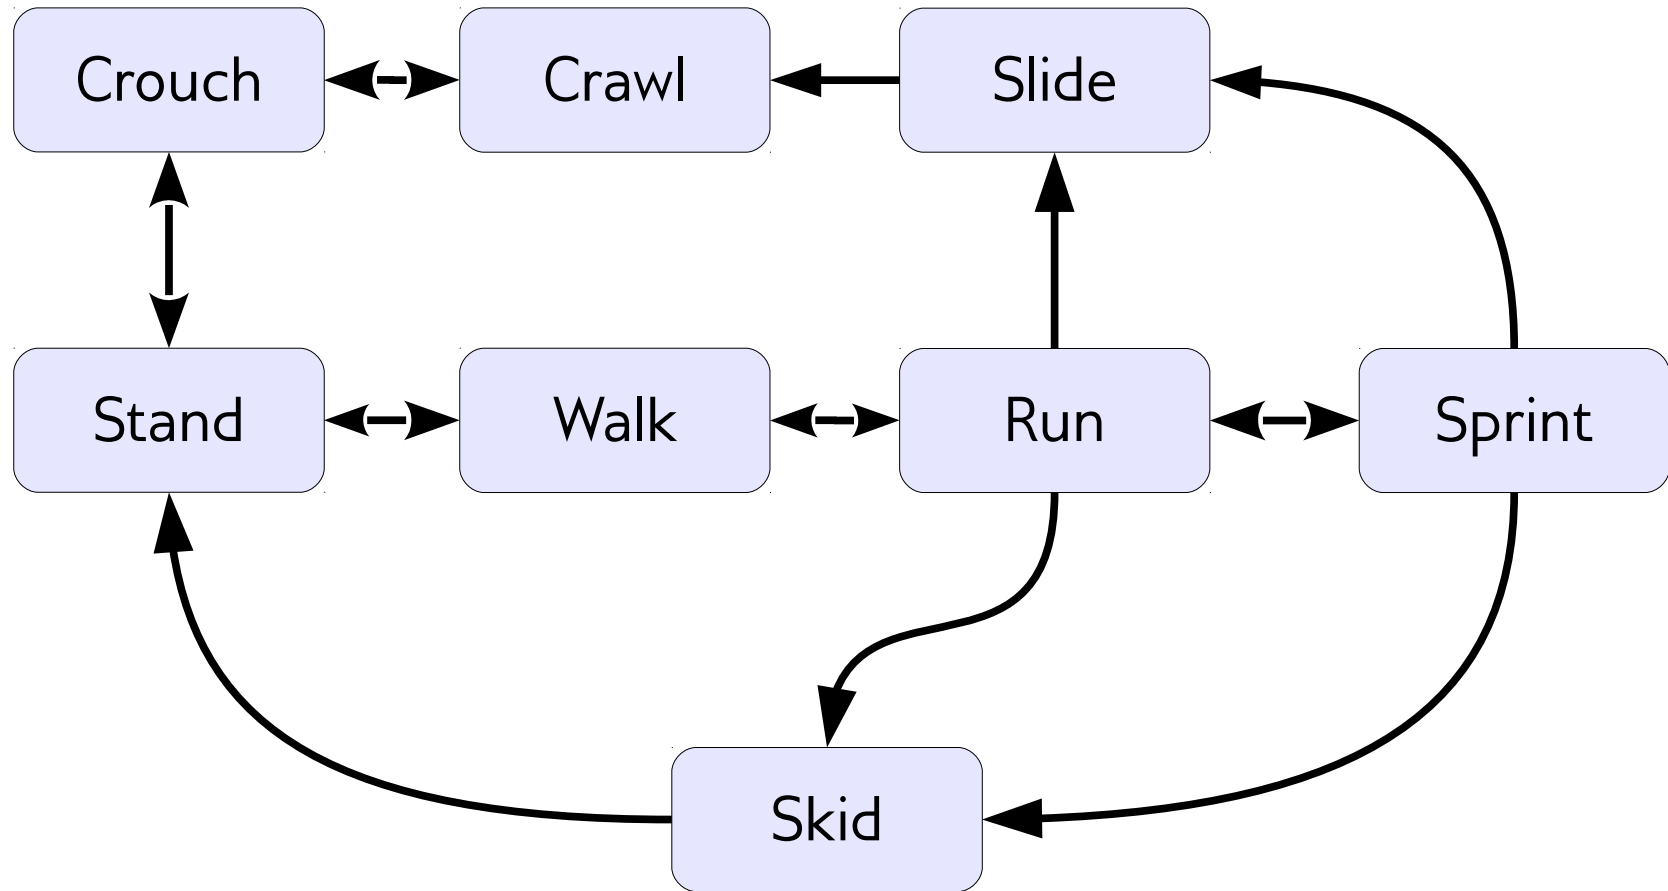 Crouch
Crawl
Slide
Stand
Walk
Run
Sprint
Skid